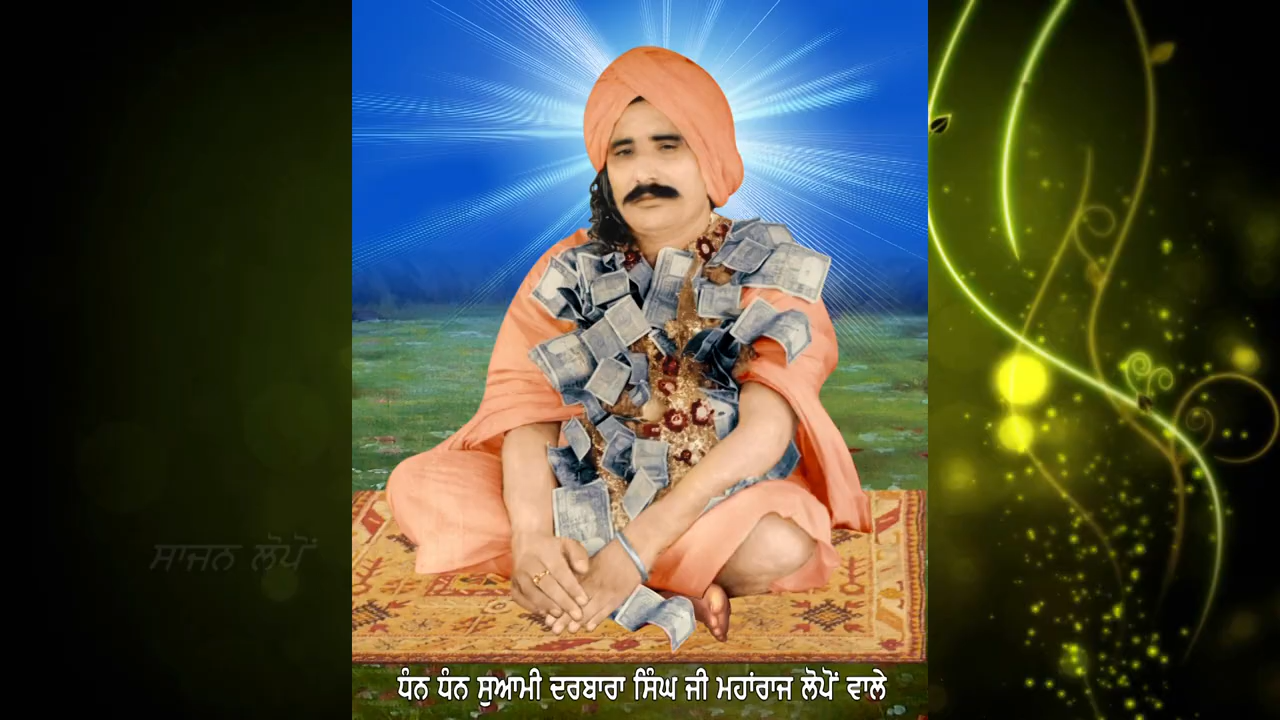 ਸਾਜਨ ਲੋਪੋਂ
ਧੰਨ ਧੰਨ ਸੁਆਮੀ ਦਰਬਾਰਾ ਸਿੰਘ ਜੀ ਮਹਾਂਰਾਜ ਲੋਪੋਂ ਵਾਲੇ